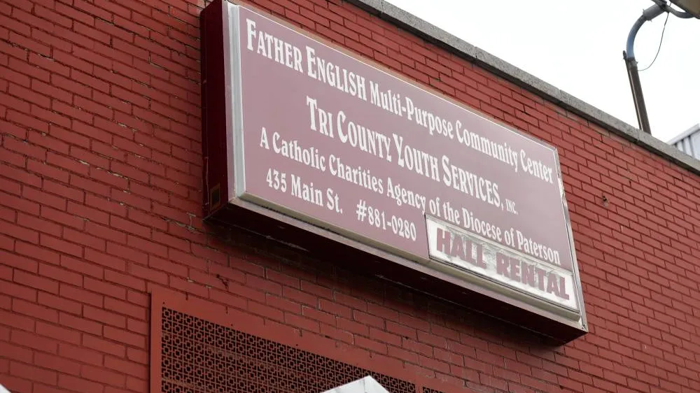 FATHER ENGLISH Multi-Purpose Community Center
TRI COUNTY YOUTH SERVICES, INC.
A Catholic Charities Agency of the Diocese of Paterson
435 Main St. #881-0280
HALL RENTAL